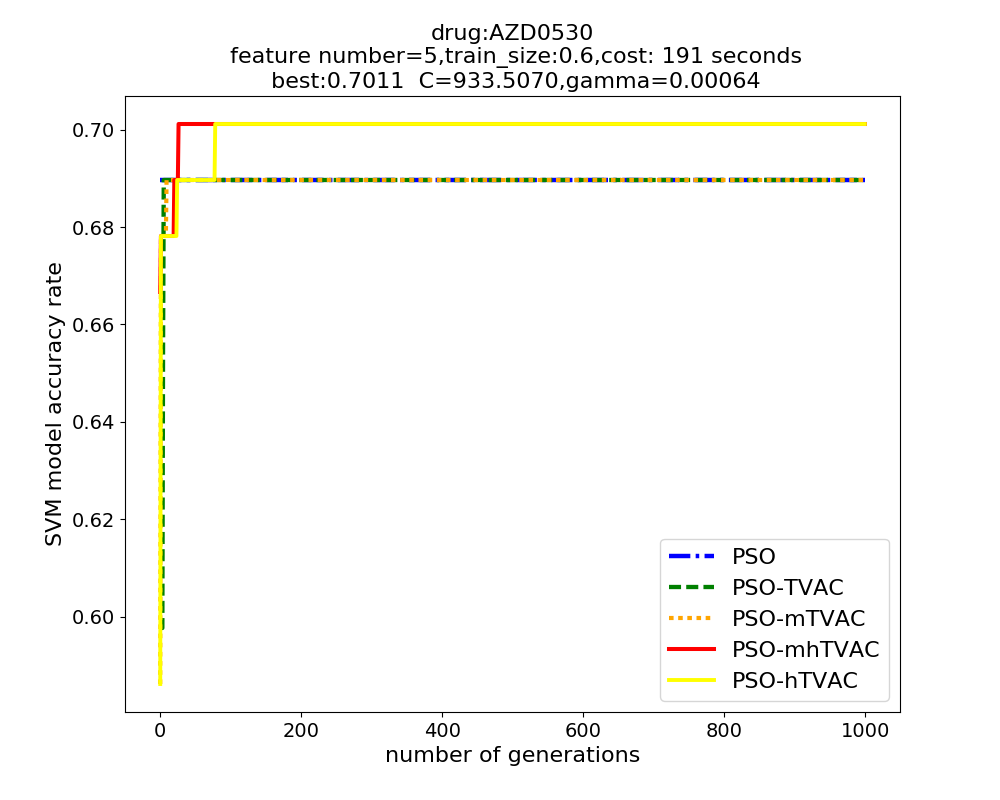 drug:AZD0530
feature number=5,train_size:0.6,cost: 191 seconds
best:0.7011  C=933.5070,gamma=0.00064
0.70
0.68
0.66
0.64
0.62
0.60
SVM model accuracy rate
PSO
PSO-TVAC
PSO-mTVAC
PSO-mhTVAC
PSO-hTVAC
0
200
400
600
800
1000
number of generations